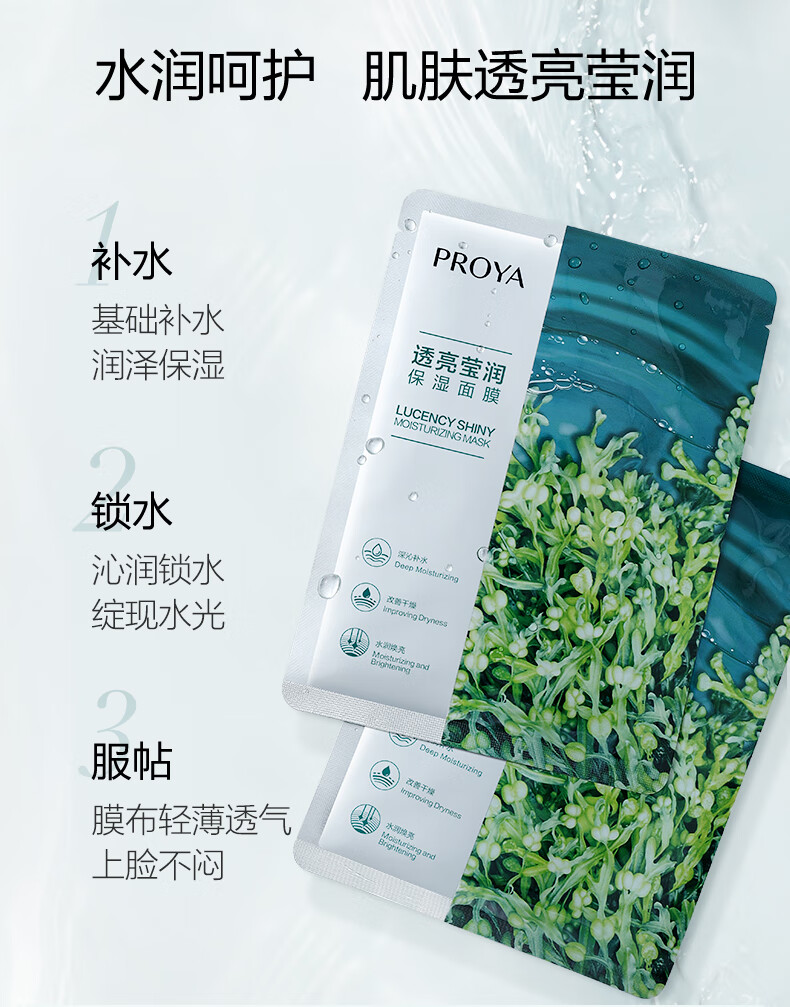 水润呵护 肌肤透亮莹润
1
补水
基础补水
润泽保湿
2
锁水
沁润锁水
绽现水光
3
服帖
膜布轻薄透气
上脸不闷
PROYA
透亮莹润
保湿面膜
LUCENCY SHINY
MOISTURIZING MASK
深沁补水
Deep Moisturizing
改善干燥
Improving Dryness
水润焕亮
Moisturizing and
Brightening
Deep Moisturizing
改善干燥
Improving Dryness
水润焕亮
Moisturizing and
Brightening